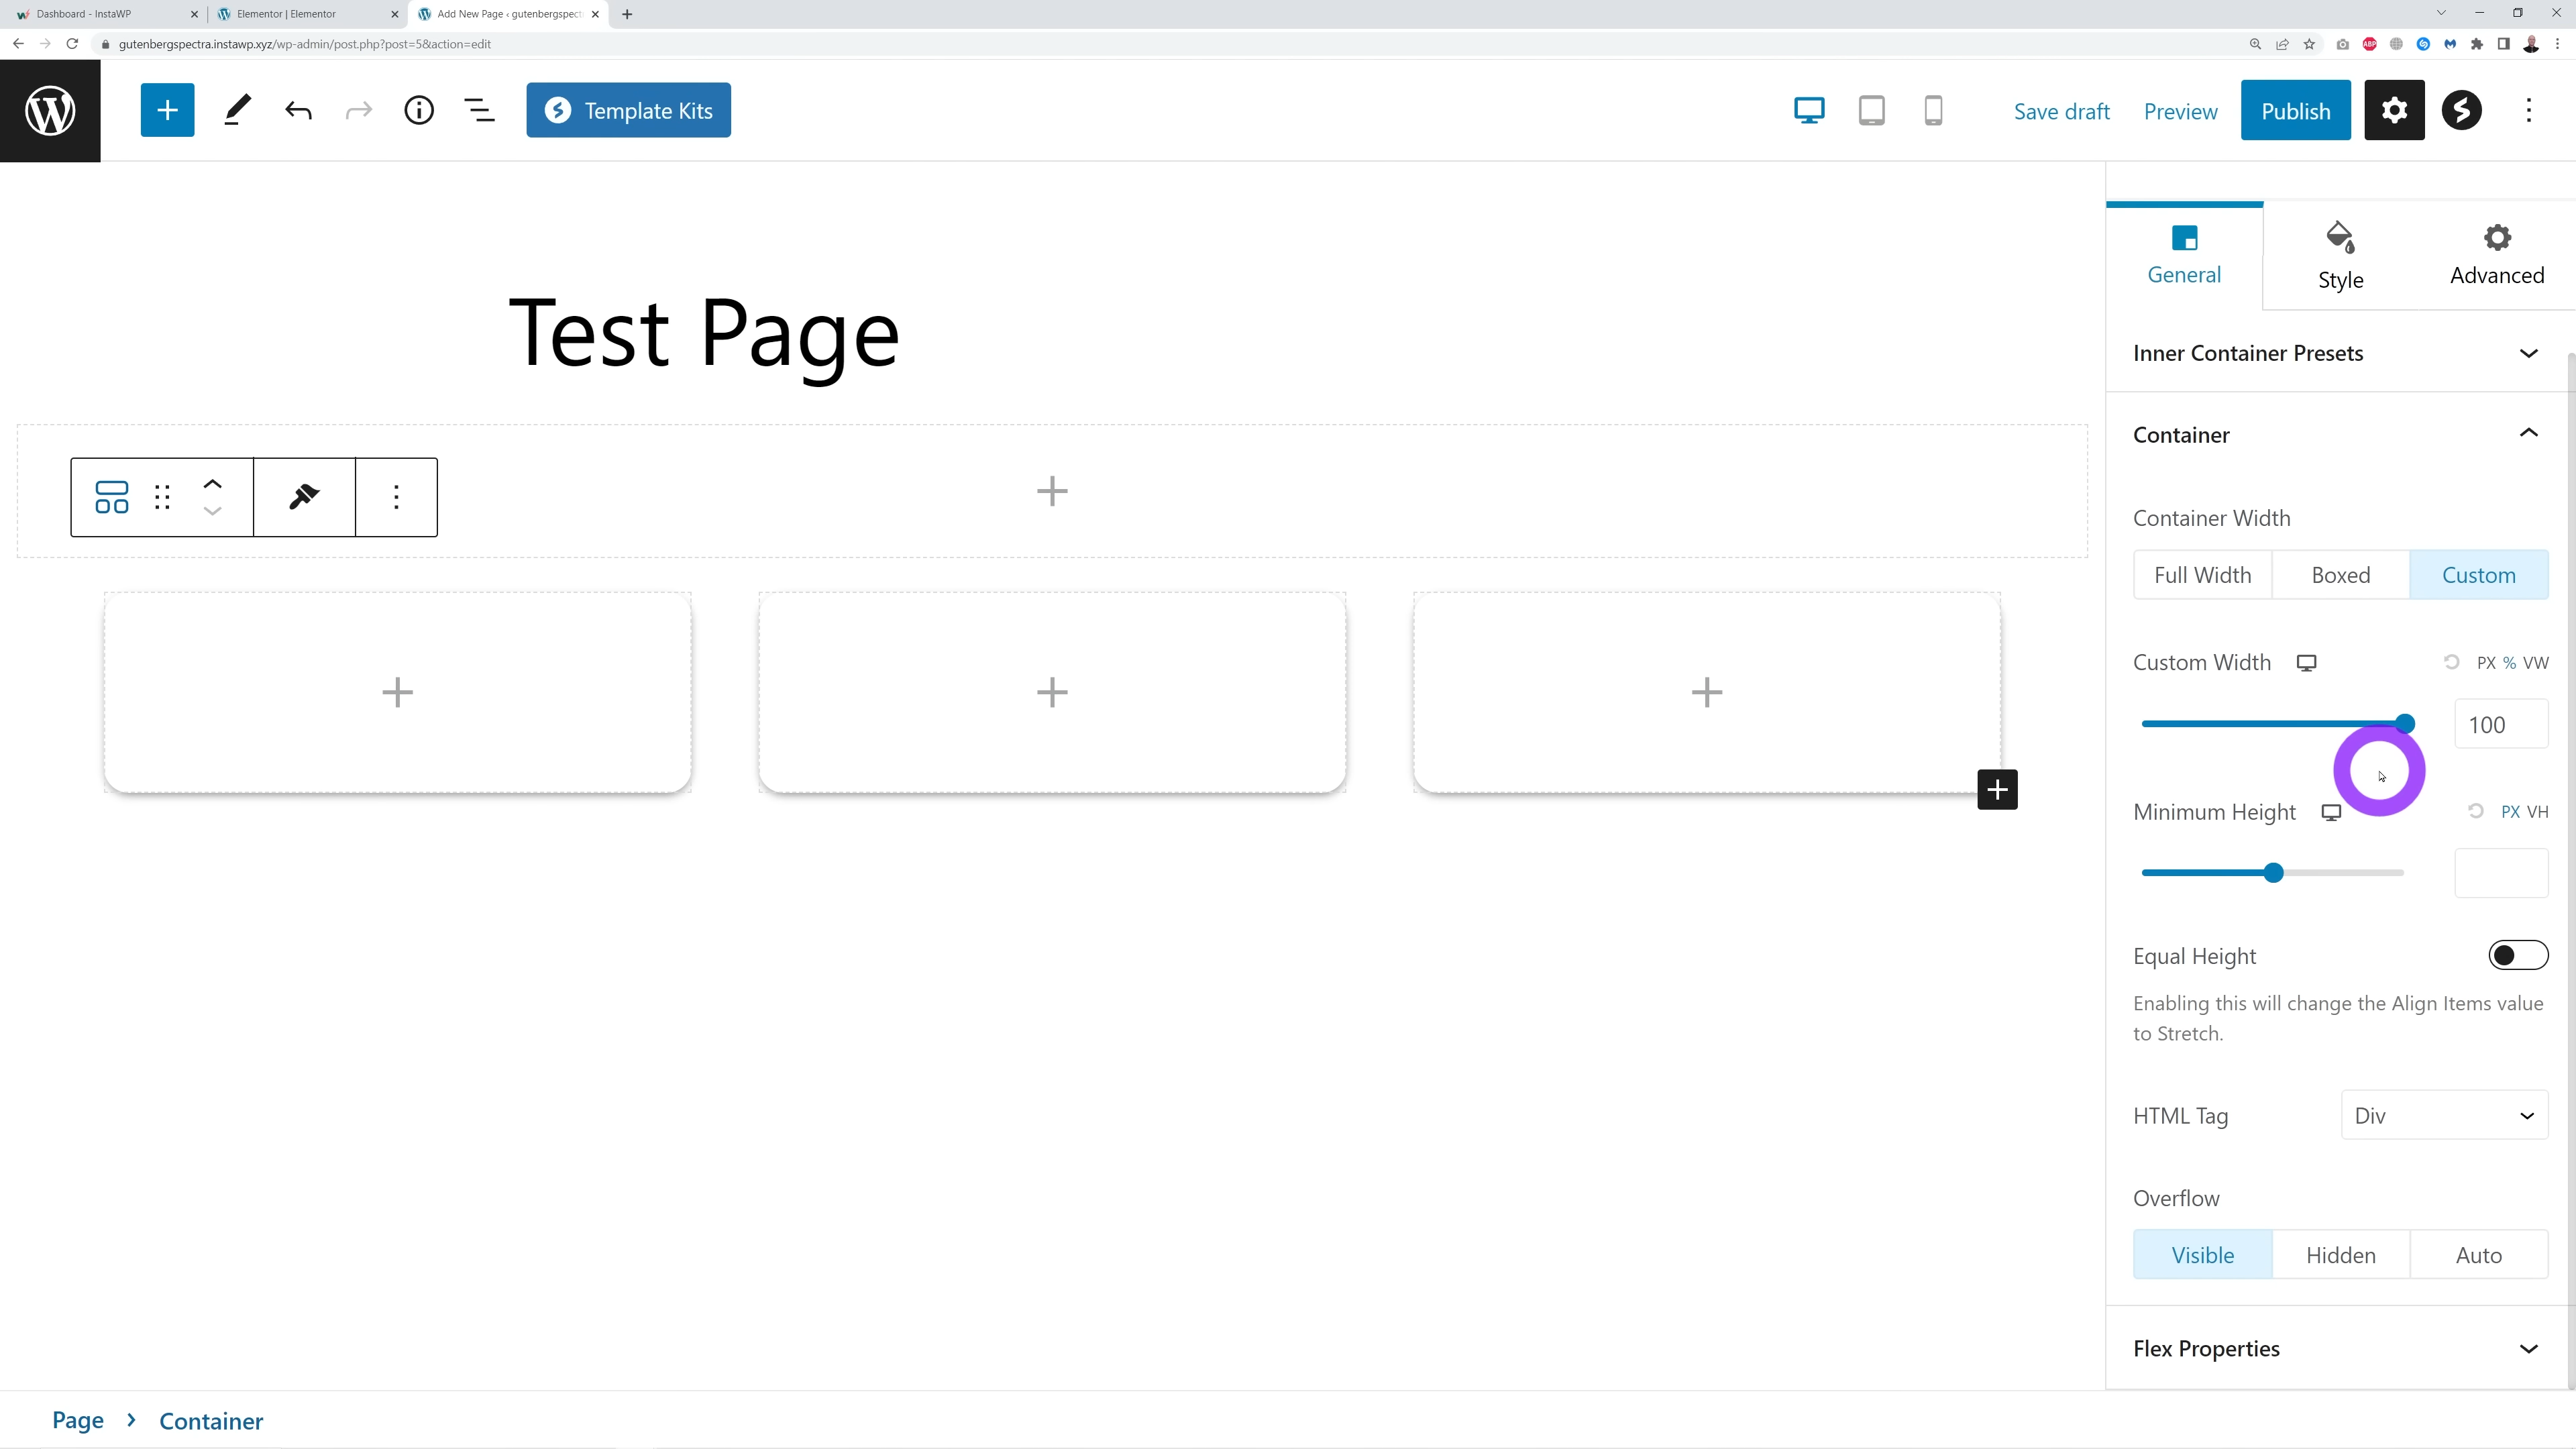 Dashboard - InstaWP
Elementor | Elementor
Add New Page ‹ gutenbergspect
gutenbergspectra.instawp.xyz/wp-admin/post.php?post=5&action=edit
ABP
Template Kits
Save draft
Preview
Publish
General
Style
Advanced
Test Page
Inner Container Presets
Container
Container Width
Full Width
Boxed
Custom
Custom Width
PX % VW
100
Minimum Height
PX VH
Equal Height
Enabling this will change the Align Items value
to Stretch.
HTML Tag
Div
Overflow
Visible
Hidden
Auto
Flex Properties
Page
Container